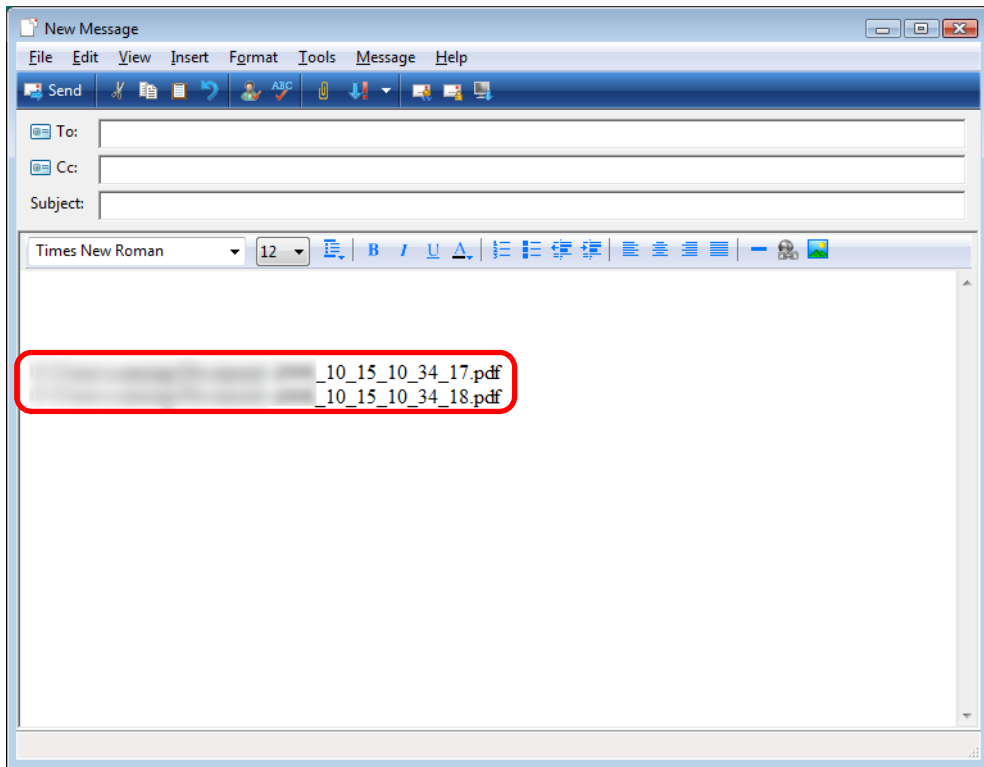 New Message
File Edit View Insert Format Tools Message Help
Send ABC
To:
Cc:
Subject:
Times New Roman 12 B I U A
_10_15_10_34_17.pdf
_10_15_10_34_18.pdf